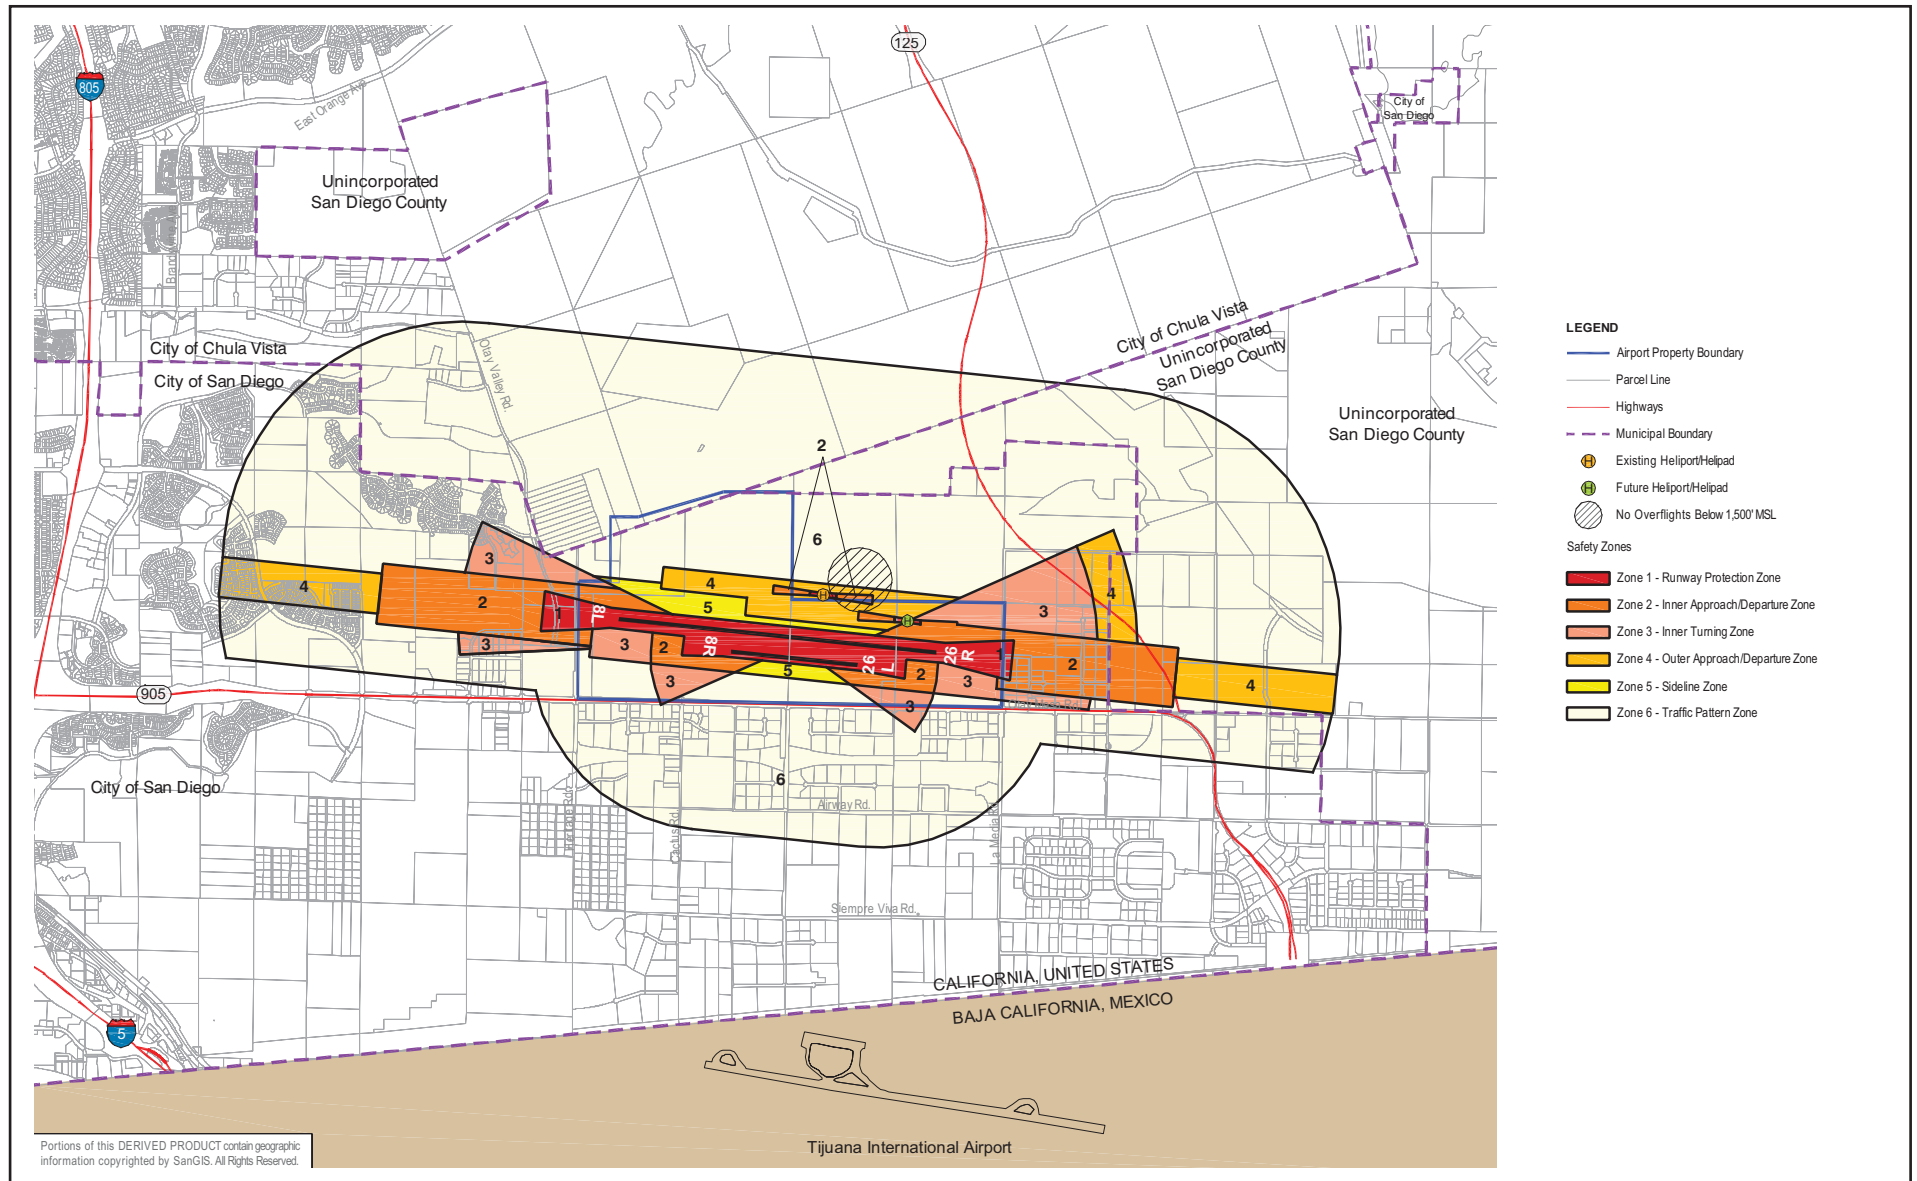 125
805
East Orange Ave.
City of
San Diego
Unincorporated
San Diego County
City of Chula Vista
Unincorporated
San Diego County
City of Chula Vista
City of San Diego
Otay Valley Rd.
Unincorporated
San Diego County
2
6
3
4
4
5
2
1
8L
3
3
2
8R
3
5
26
L
26
R
1
2
3
3
3
4
2
4
905
6
City of San Diego
Airway Rd.
Cactus Rd.
La Media Rd.
Siempre Viva Rd.
CALIFORNIA, UNITED STATES
BAJA CALIFORNIA, MEXICO
5
Tijuana International Airport
Portions of this DERIVED PRODUCT contain geographic
information copyrighted by SanGIS. All Rights Reserved.
LEGEND
Airport Property Boundary
Parcel Line
Highways
Municipal Boundary
H Existing Heliport/Helipad
H Future Heliport/Helipad
No Overflights Below 1,500' MSL
Safety Zones
Zone 1 - Runway Protection Zone
Zone 2 - Inner Approach/Departure Zone
Zone 3 - Inner Turning Zone
Zone 4 - Outer Approach/Departure Zone
Zone 5 - Sideline Zone
Zone 6 - Traffic Pattern Zone